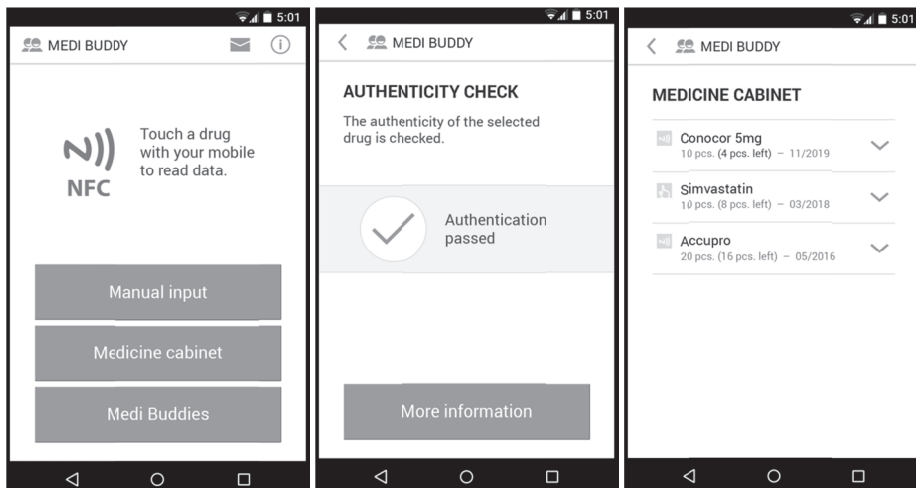 5:01
MEDI BUDDY
Touch a drug
with your mobile
to read data.
NFC
Manual input
Medicine cabinet
Medi Buddies
5:01
MEDI BUDDY
AUTHENTICITY CHECK
The authenticity of the selected
drug is checked.
Authentication
passed
More information
5:01
MEDI BUDDY
MEDICINE CABINET
Conocor 5mg
10 pcs. (4 pcs. left) – 11/2019
Simvastatin
10 pcs. (8 pcs. left) – 03/2018
Accupro
20 pcs. (16 pcs. left) – 05/2016